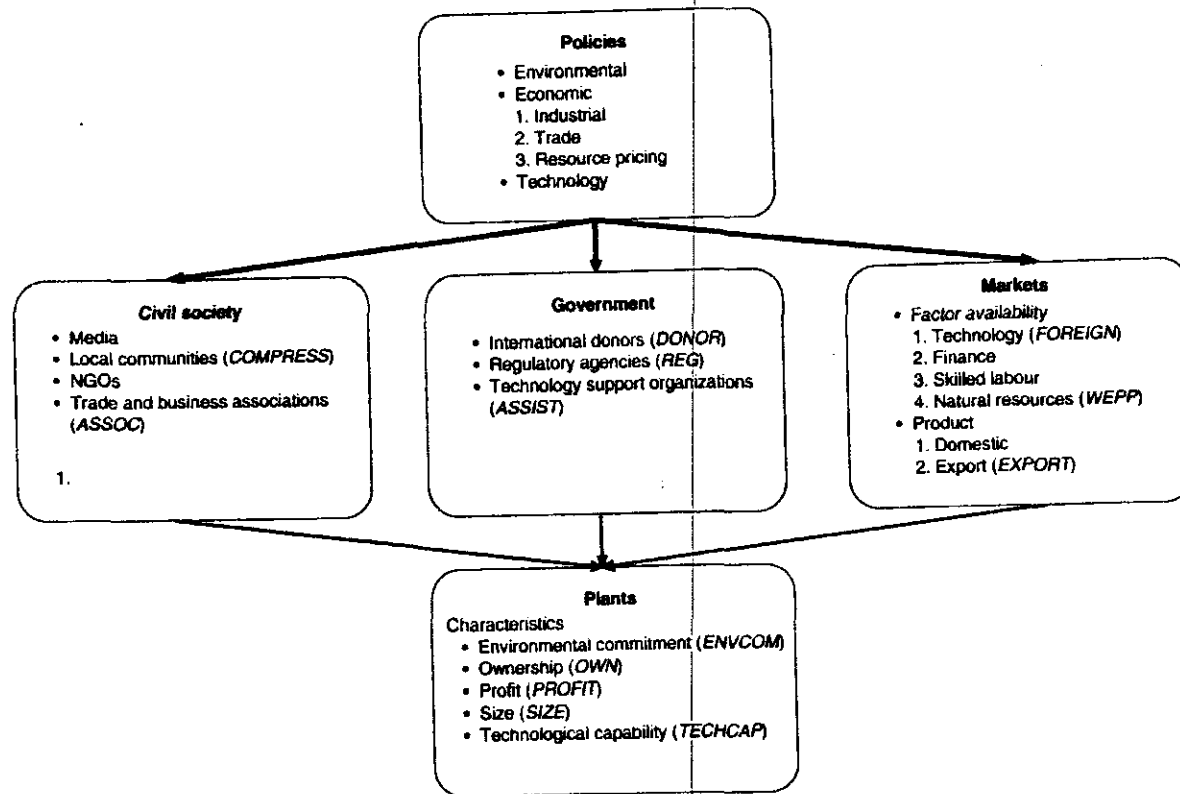 Policies
• Environmental
• Economic
1. Industrial
2. Trade
3. Resource pricing
• Technology
Civil society
• Media
• Local communities (COMPRESS)
• NGOs
• Trade and business associations
(ASSOC)
1.
Government
• International donors (DONOR)
• Regulatory agencies (REG)
• Technology support organizations
(ASSIST)
Markets
• Factor availability
1. Technology (FOREIGN)
2. Finance
3. Skilled labour
4. Natural resources (WEPP)
• Product
1. Domestic
2. Export (EXPORT)
Plants
Characteristics
• Environmental commitment (ENVCOM)
• Ownership (OWN)
• Profit (PROFIT)
• Size (SIZE)
• Technological capability (TECHCAP)